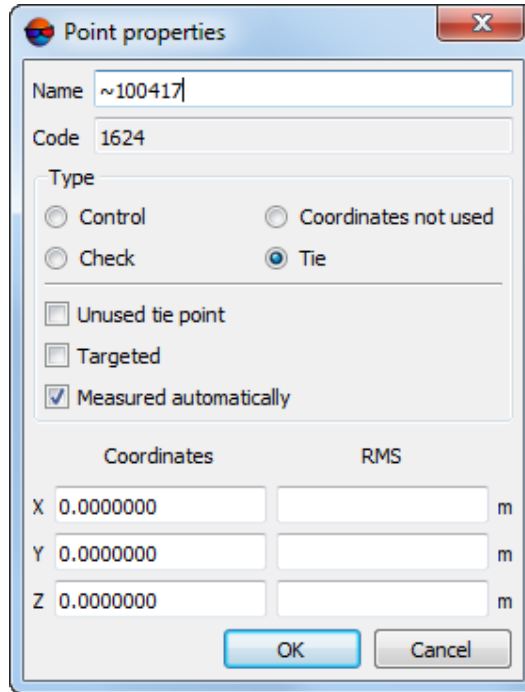 Point properties
Name ~100417
Code 1624
Type
Control Coordinates not used
Check Tie
Unused tie point
Targeted
Measured automatically
Coordinates RMS
X 0.0000000 m
Y 0.0000000 m
Z 0.0000000 m
OK Cancel